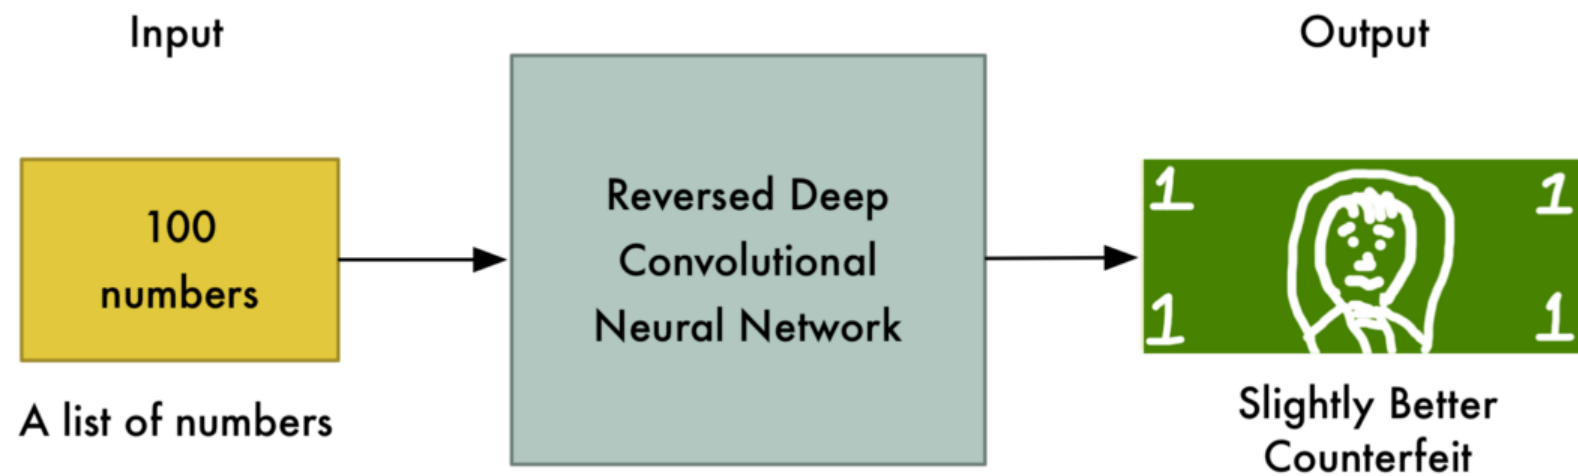 Input
Output
100
numbers
A list of numbers
Reversed Deep
Convolutional
Neural Network
1 1
1 1
Slightly Better
Counterfeit